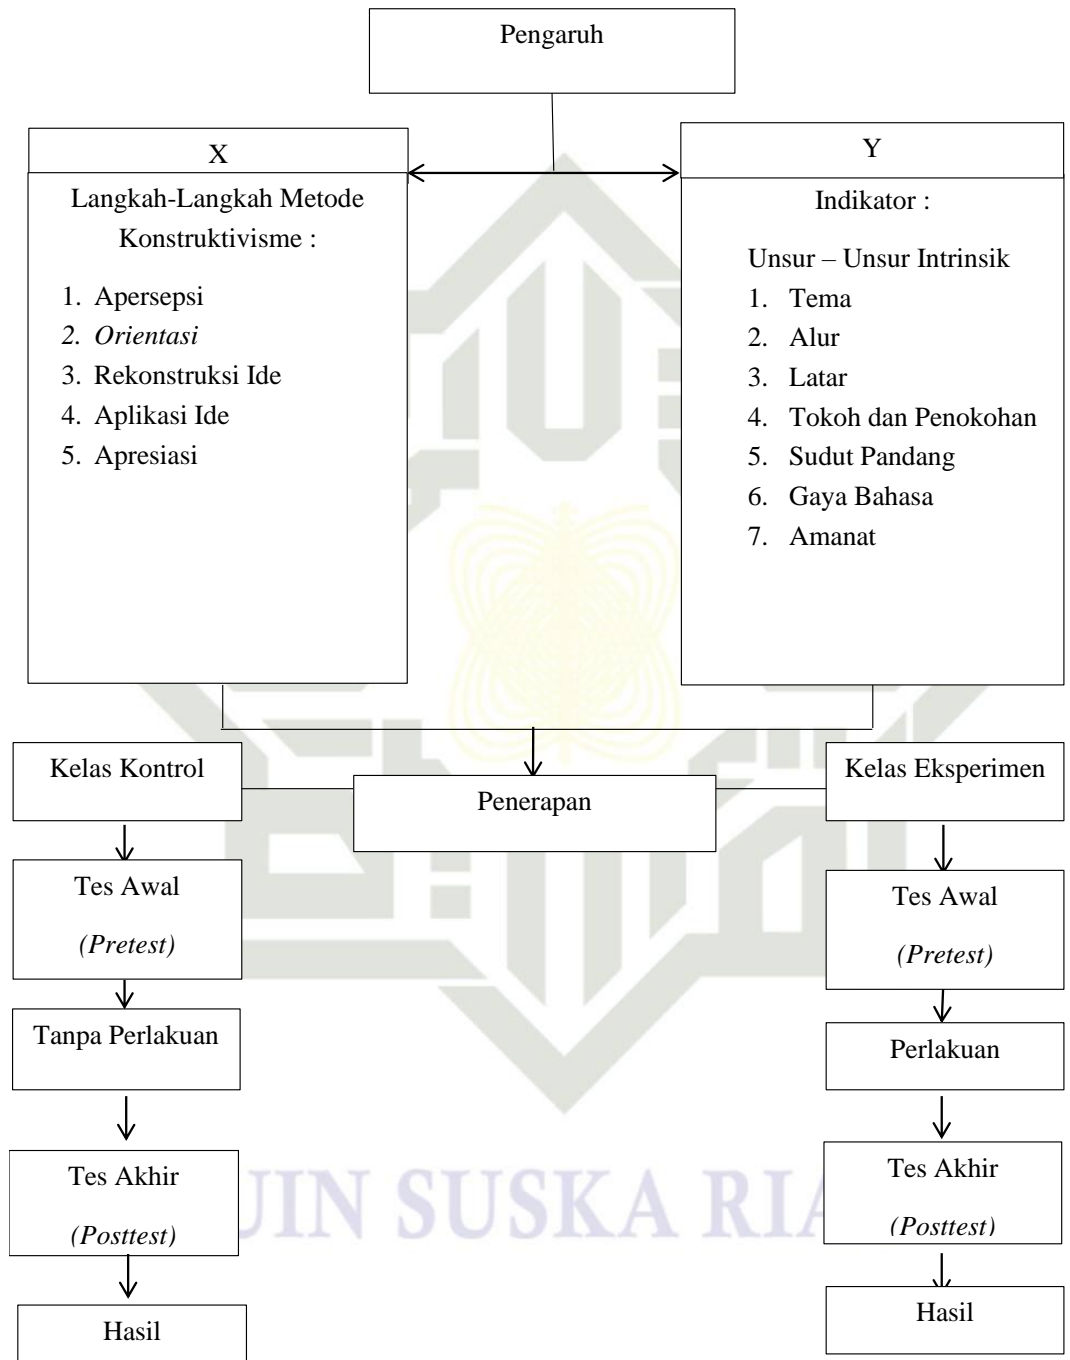 Pengaruh
X
Langkah-Langkah Metode
Konstruktivisme :
1. Apersepsi
2. Orientasi
3. Rekonstruksi Ide
4. Aplikasi Ide
5. Apresiasi
Y
Indikator :
Unsur – Unsur Intrinsik
1. Tema
2. Alur
3. Latar
4. Tokoh dan Penokohan
5. Sudut Pandang
6. Gaya Bahasa
7. Amanat
Kelas Kontrol
Penerapan
Kelas Eksperimen
Tes Awal
(Pretest)
Tanpa Perlakuan
Tes Akhir
(Posttest)
Hasil
Tes Awal
(Pretest)
Perlakuan
Tes Akhir
(Posttest)
Hasil
UIN SUSKA RIA